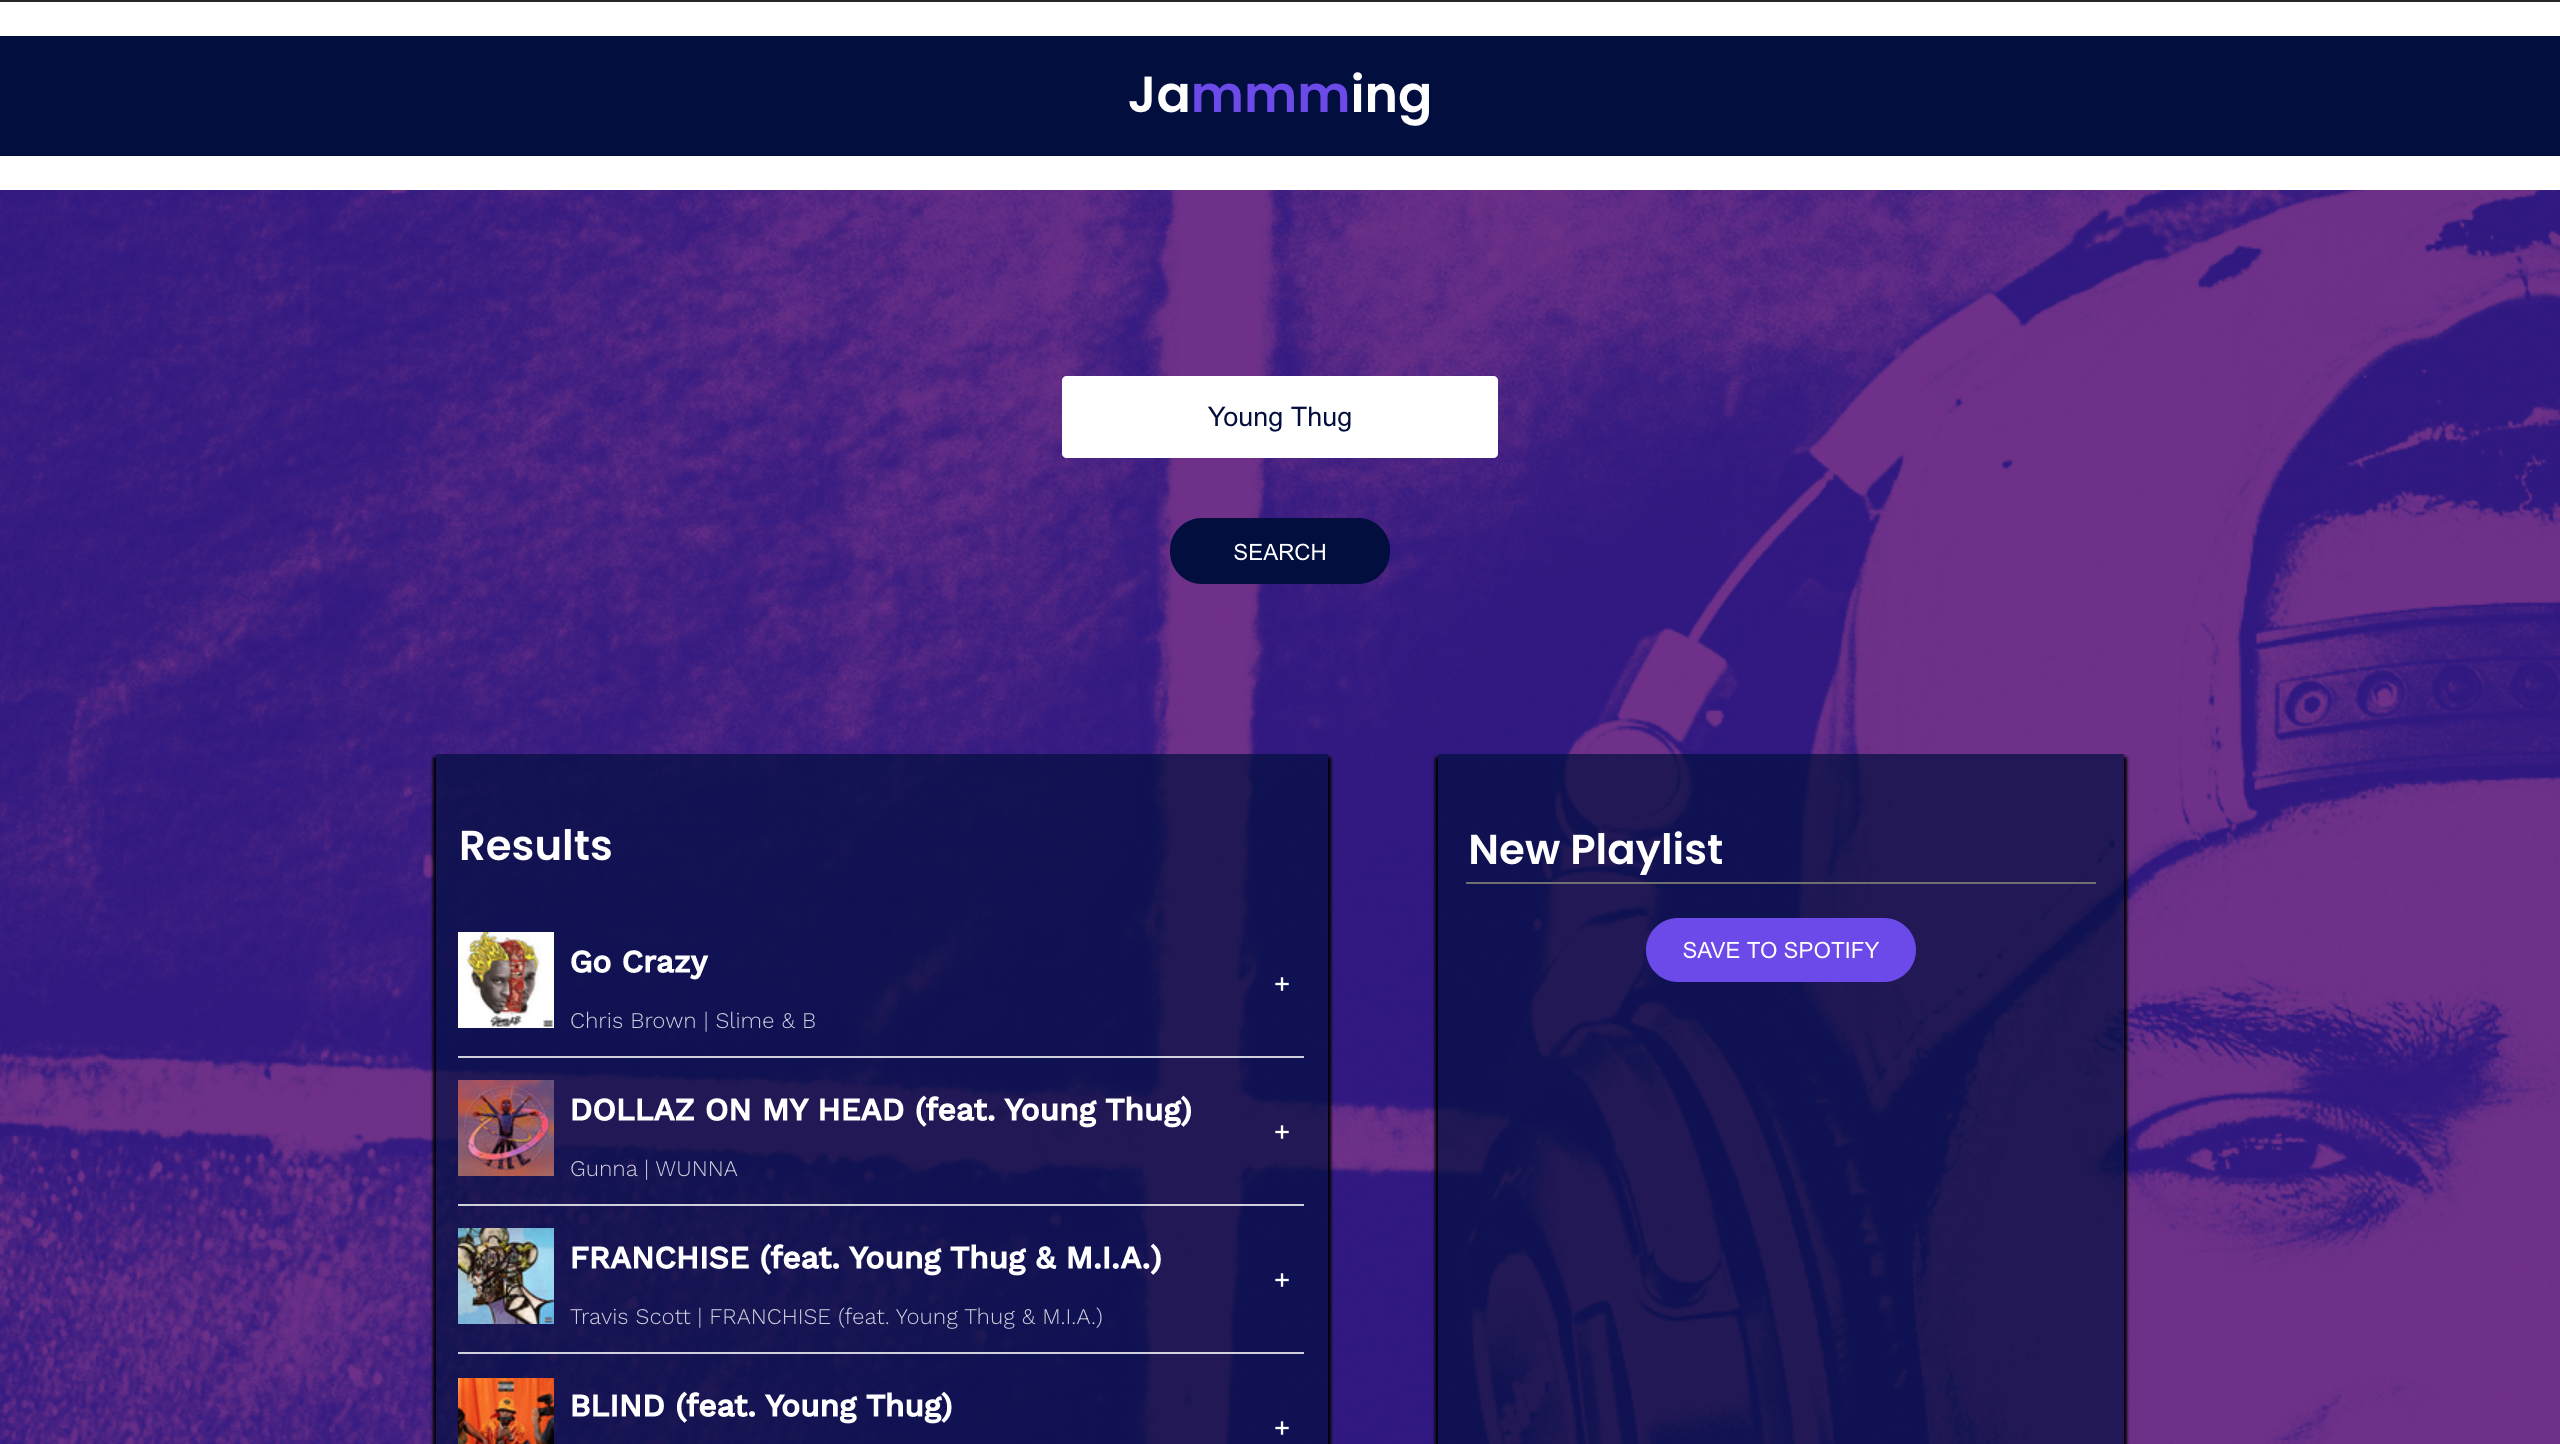 Jammming
Young Thug
SEARCH
Results
Go Crazy
+
Chris Brown | Slime & B
DOLLAZ ON MY HEAD (feat. Young Thug)
+
Gunna | WUNNA
FRANCHISE (feat. Young Thug & M.I.A.)
+
Travis Scott | FRANCHISE (feat. Young Thug & M.I.A.)
BLIND (feat. Young Thug)
+
New Playlist
SAVE TO SPOTIFY